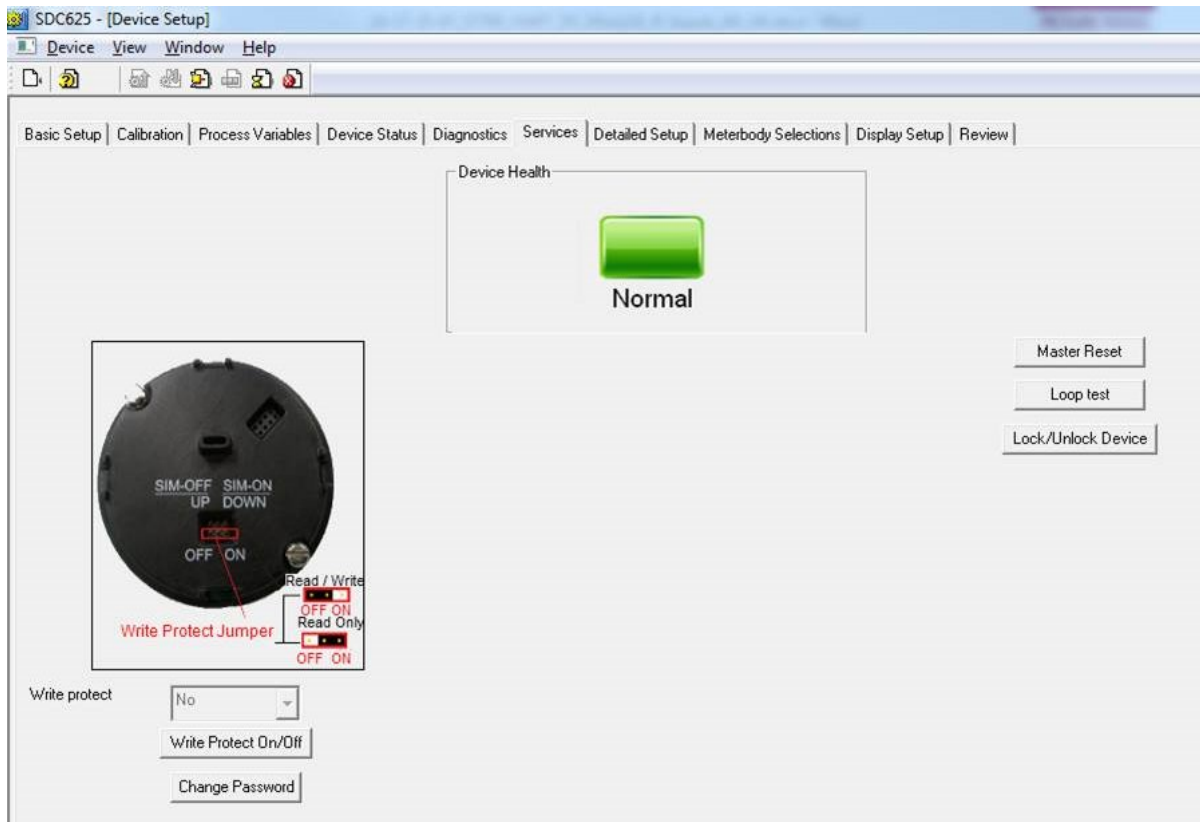 SDC625 - [Device Setup]
Device View Window Help
Basic Setup Calibration Process Variables Device Status Diagnostics Services Detailed Setup Meterbody Selections Display Setup Review
Device Health
Normal
Master Reset
Loop test
Lock/Unlock Device
SIM-OFF SIM-ON
UP DOWN
OFF ON
Read / Write
OFF ON
Read Only
Write Protect Jumper
OFF ON
Write protect
No
Write Protect On/Off
Change Password